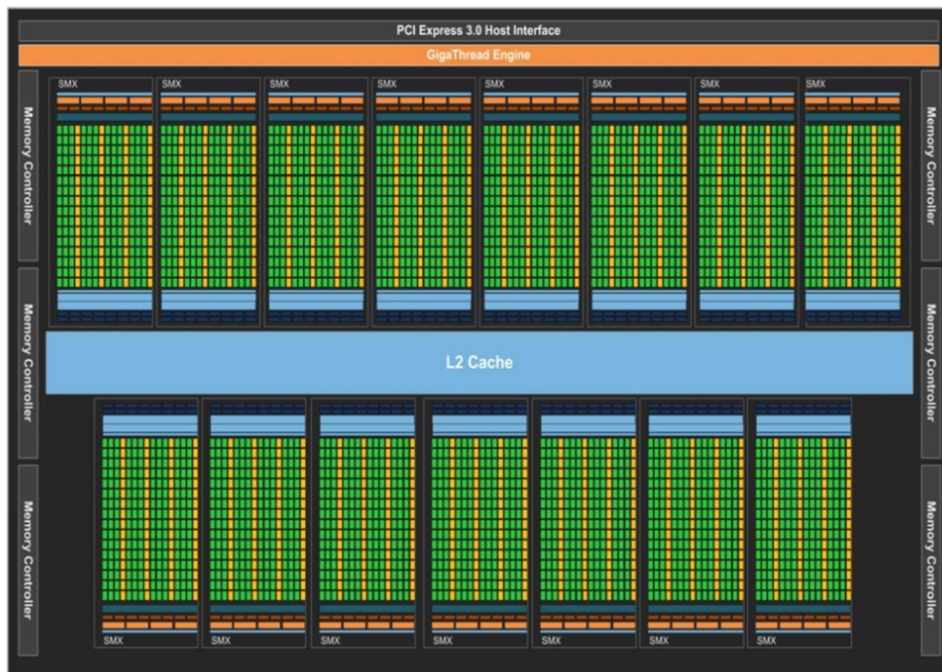 PCI Express 3.0 Host Interface
GigaThread Engine
SMX SMX SMX SMX SMX SMX SMX SMX
Memory Controller
Memory Controller
Memory Controller
Memory Controller
L2 Cache
Memory Controller
Memory Controller
SMX SMX SMX SMX SMX SMX SMX